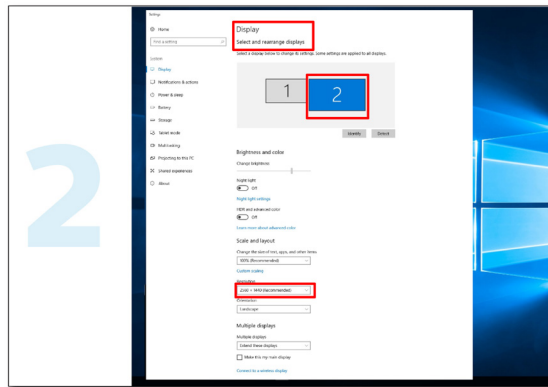 2
Settings
Home
Find a setting
System
Display
Notifications & actions
Power & sleep
Battery
Storage
Tablet mode
Multitasking
Projecting to this PC
Shared experiences
About
Display
Select and rearrange displays
Select a display below to change its settings. Some settings are applied to all displays.
1
2
Identify
Detect
Brightness and color
Change brightness
Night light
Off
Night light settings
HDR and advanced color
Off
Learn more about advanced color
Scale and layout
Change the size of text, apps, and other items
100% (Recommended)
Custom scaling
Resolution
2560 × 1440 (Recommended)
Orientation
Landscape
Multiple displays
Multiple displays
Extend these displays
Make this my main display
Connect to a wireless display